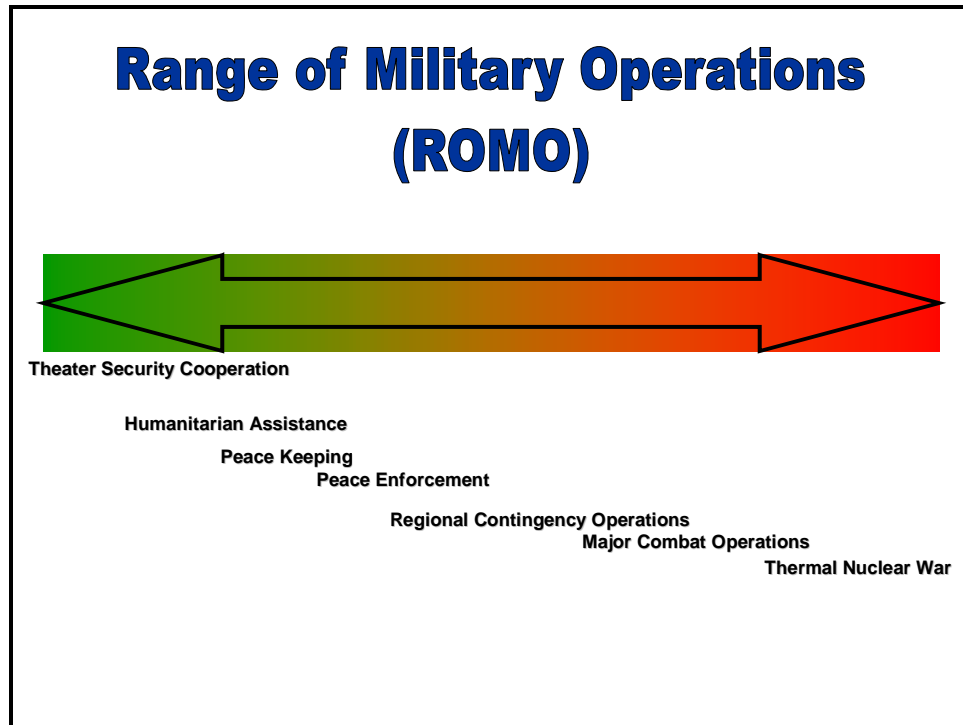 Range of Military Operations
(ROMO)
Theater Security Cooperation
Humanitarian Assistance
Peace Keeping
Peace Enforcement
Regional Contingency Operations
Major Combat Operations
Thermal Nuclear War